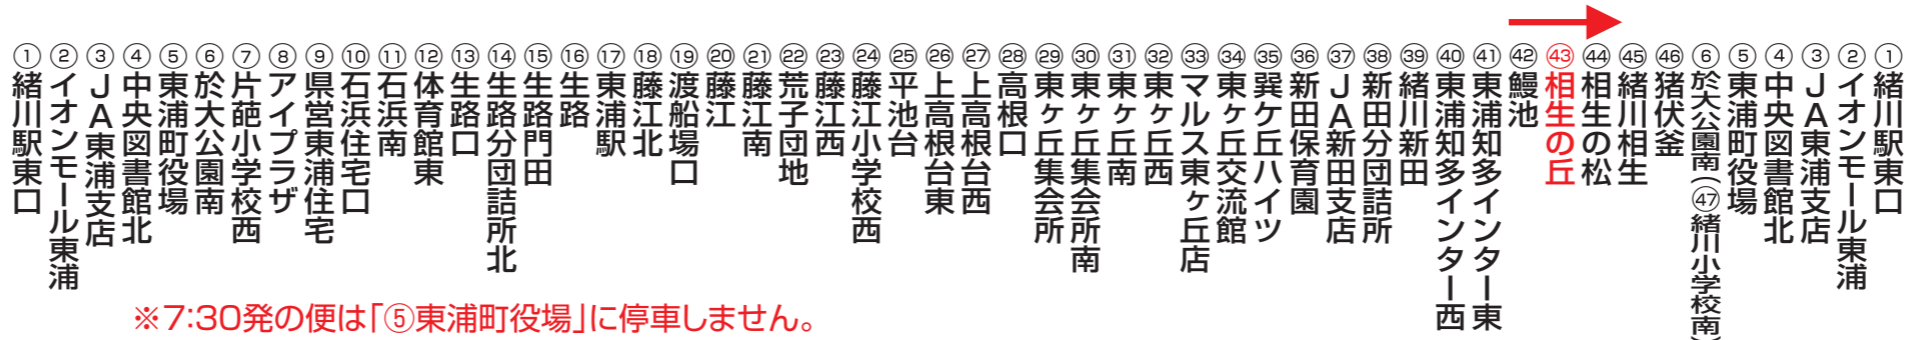 ①緒川駅東口
②イオンモール東浦
③JA東浦支店
④中央図書館北
⑤東浦町役場
⑥於大公園南
⑦片葩小学校西
⑧アイプラザ
⑨県営東浦住宅
⑩石浜住宅口
⑪石浜南
⑫体育館東
⑬生路口
⑭生路分団詰所北
⑮生路門田
⑯生路
⑰東浦駅
⑱藤江北
⑲渡船場口
⑳藤江
㉑藤江南
㉒荒子団地
㉓藤江西
㉔藤江小学校西
㉕平池台
㉖上高根台東
㉗上高根台西
㉘高根口
㉙東ヶ丘集会所
㉚東ヶ丘集会所南
㉛東ヶ丘南
㉜東ヶ丘西
㉝マルス東ヶ丘店
㉞東ヶ丘交流館
㉟巽ケ丘ハイツ
㊱新田保育園
㊲JA新田支店
㊳新田分団詰所
㊴緒川新田
㊵東浦知多インター西
㊶東浦知多インター東
㊷鰻池
㊸相生の丘
㊹相生の松
㊺緒川相生
㊻猪伏釜
⑥於大公園南(㊼緒川小学校南)
⑤東浦町役場
④中央図書館北
③JA東浦支店
②イオンモール東浦
①緒川駅東口
※7:30発の便は「⑤東浦町役場」に停車しません。